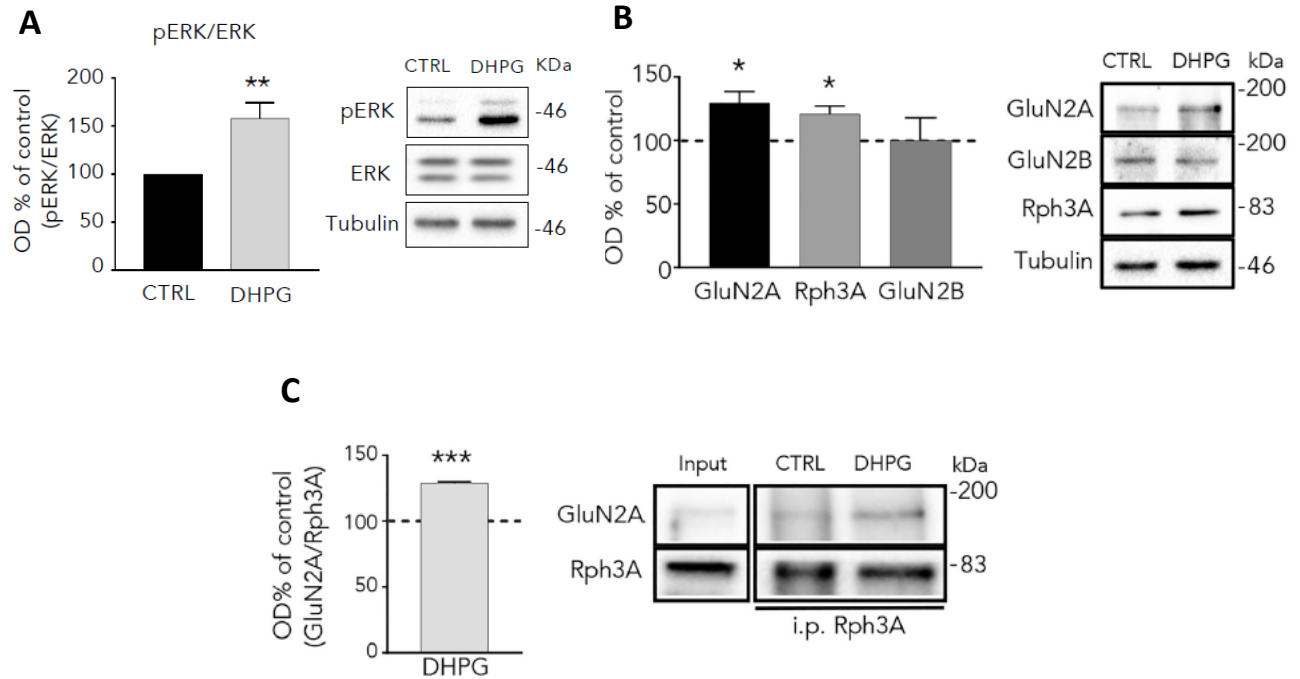 A
pERK/ERK
OD % of control
(pERK/ERK)
200
150
100
50
0
**
CTRL
DHPG
CTRL DHPG KDa
pERK
-46
ERK
-46
Tubulin
-46
B
OD % of control
150
100
50
0
*
*
GluN2A Rph3A GluN2B
CTRL DHPG kDa
-200
GluN2A
-200
GluN2B
Rph3A -83
Tubulin -46
C
OD% of control
(GluN2A/Rph3A)
150
100
50
0
***
DHPG
Input CTRL DHPG kDa
-200
GluN2A
Rph3A -83
i.p. Rph3A